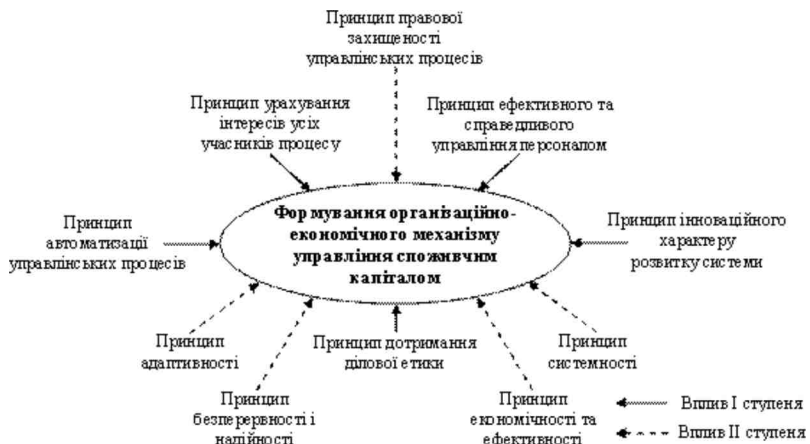 Принцип правової
захищеності
управлінських процесів
Принцип урахування
інтересів усіх
учасників процесу
Принцип ефективного та
справедливого
управління персоналом
Принцип
автоматизації
управлінських процесів
Формування організаційно-
економічного механізму
управління споживчим
капіталом
Принцип інноваційного
характеру
розвитку системи
Принцип
адаптивності
Принцип дотримання
ділової етики
Принцип
системності
Принцип
безперервності і
надійності
Принцип
економічності та
ефективності
Вплив І ступеня
Вплив ІІ ступеня